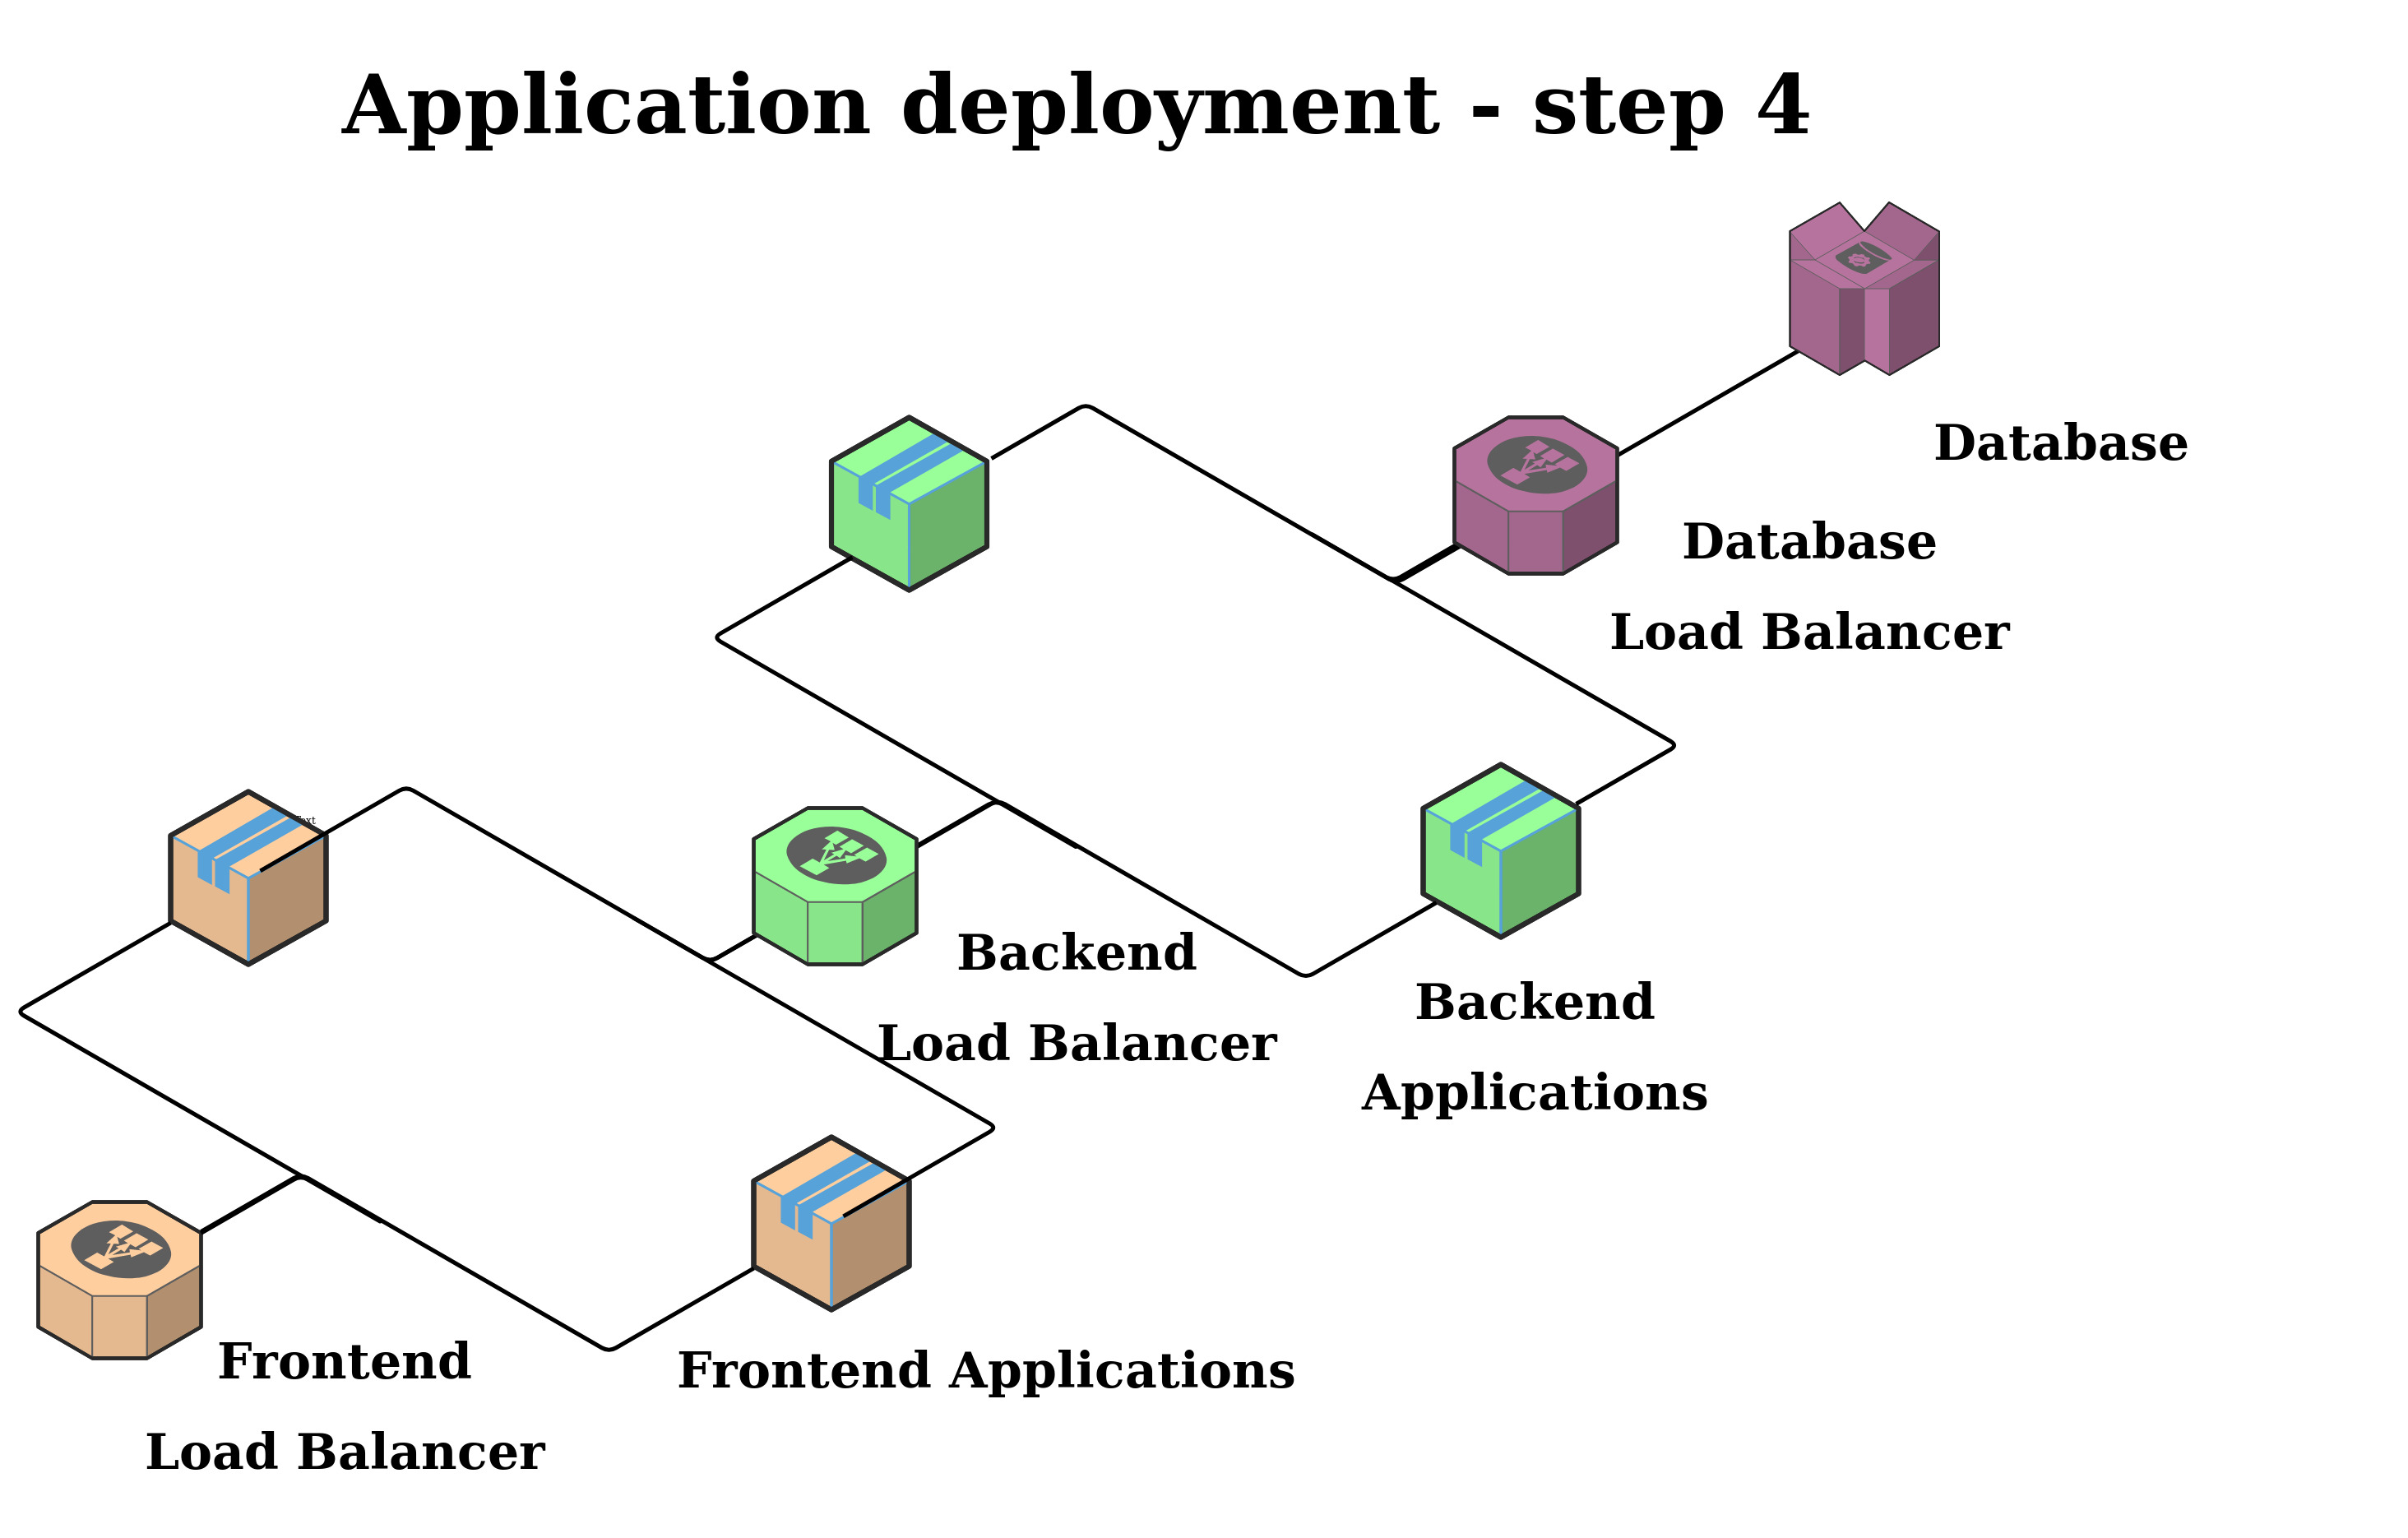 Application deployment - step 4
Database
Database
Load Balancer
Backend
Load Balancer
Backend
Applications
Frontend Applications
Frontend
Load Balancer